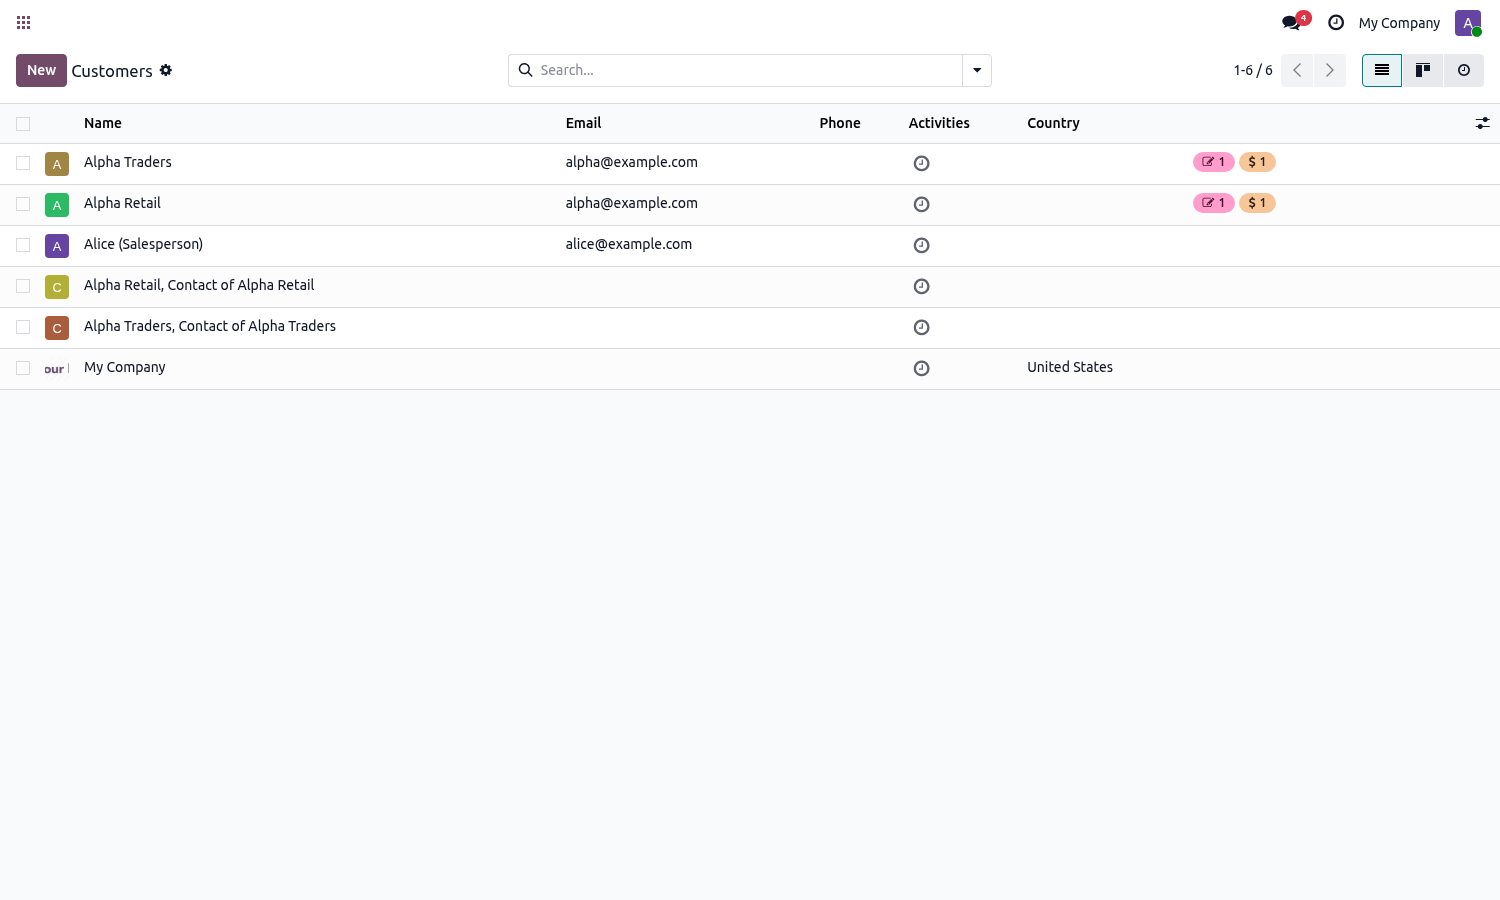 4 My Company A
New Customers Search... 1-6 / 6
Name Email Phone Activities Country
A Alpha Traders alpha@example.com 1 $ 1
A Alpha Retail alpha@example.com 1 $ 1
A Alice (Salesperson) alice@example.com
C Alpha Retail, Contact of Alpha Retail
C Alpha Traders, Contact of Alpha Traders
our My Company United States